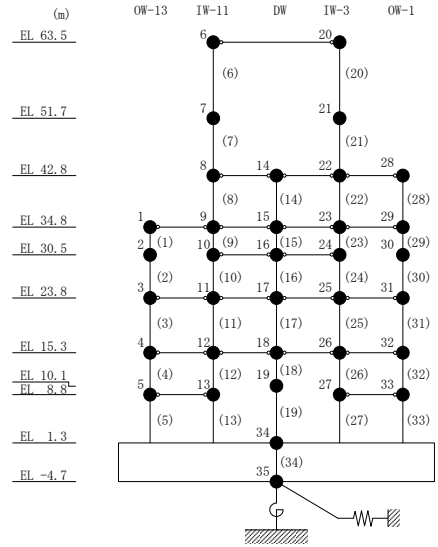 (m) OW-13 IW-11 DW IW-3 OW-1
EL 63.5 6 20
(6) (20)
EL 51.7 7 21
(7) (21)
EL 42.8 8 14 22 28
(8) (14) (22) (28)
EL 34.8 1 9 15 23 29
(1) (9) (15) (23) (29)
EL 30.5 2 10 16 24 30
(2) (10) (16) (24) (30)
EL 23.8 3 11 17 25 31
(3) (11) (17) (25) (31)
EL 15.3 4 12 18 26 32
(4) (12) (18) (26) (32)
EL 10.1 19
EL 8.8 5 13 27 33
(5) (13) (19) (27) (33)
EL 1.3 34
(34)
EL -4.7 35